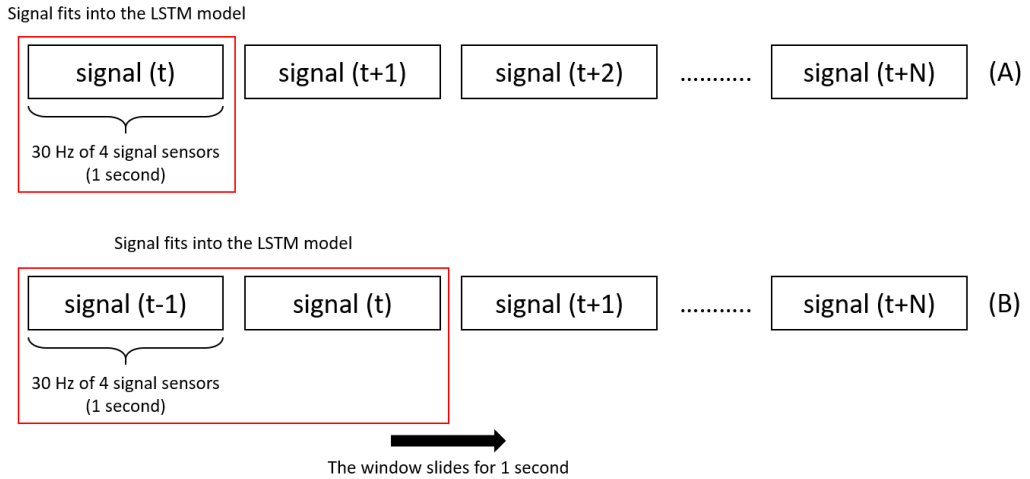 Signal fits into the LSTM model
signal (t) signal (t+1) signal (t+2) ........... signal (t+N) (A)
30 Hz of 4 signal sensors
(1 second)
Signal fits into the LSTM model
signal (t-1) signal (t) signal (t+1) ........... signal (t+N) (B)
30 Hz of 4 signal sensors
(1 second)
The window slides for 1 second